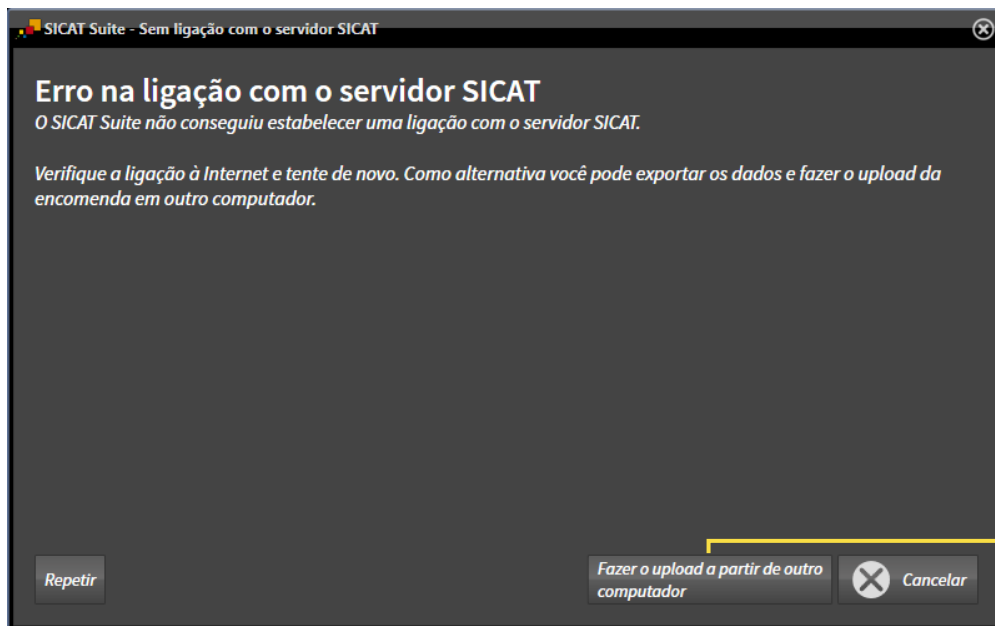 SICAT Suite - Sem ligação com o servidor SICAT
Erro na ligação com o servidor SICAT
O SICAT Suite não conseguiu estabelecer uma ligação com o servidor SICAT.
Verifique a ligação à Internet e tente de novo. Como alternativa você pode exportar os dados e fazer o upload da
encomenda em outro computador.
Repetir
Fazer o upload a partir de outro
computador
Cancelar